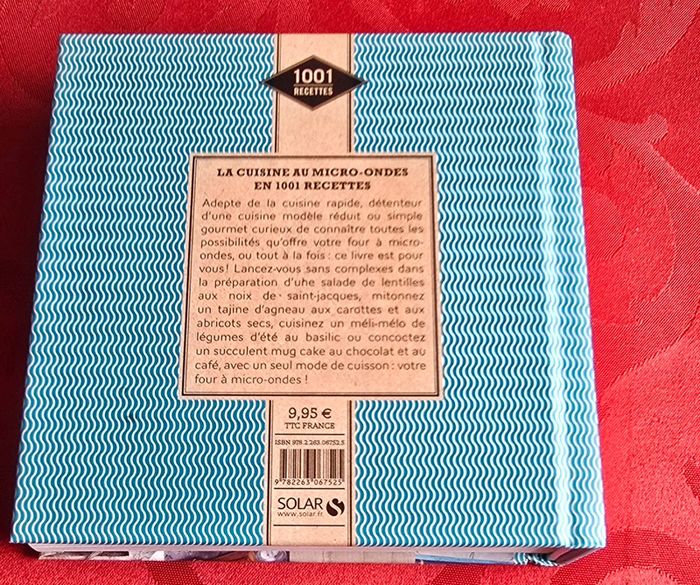 1001
RECETTES
LA CUISINE AU MICRO-ONDES
EN 1001 RECETTES
Adepte de la cuisine rapide, détenteur
d'une cuisine modèle réduit ou simple
gourmet curieux de connaître toutes les
possibilités qu'offre votre four à micro-
ondes, ou tout à la fois : ce livre est pour
vous ! Lancez-vous sans complexes dans
la préparation d'une salade de lentilles
aux noix de saint-jacques, mitonnez
un tajine d'agneau aux carottes et aux
abricots secs, cuisinez un méli-mélo de
légumes d'été au basilic ou concoctez
un succulent mug cake au chocolat et au
café, avec un seul mode de cuisson : votre
four à micro-ondes !
9,95 €
TTC FRANCE
ISBN 978.2.263.06752.5
9 782263 067525
SOLAR S
www.solar.fr